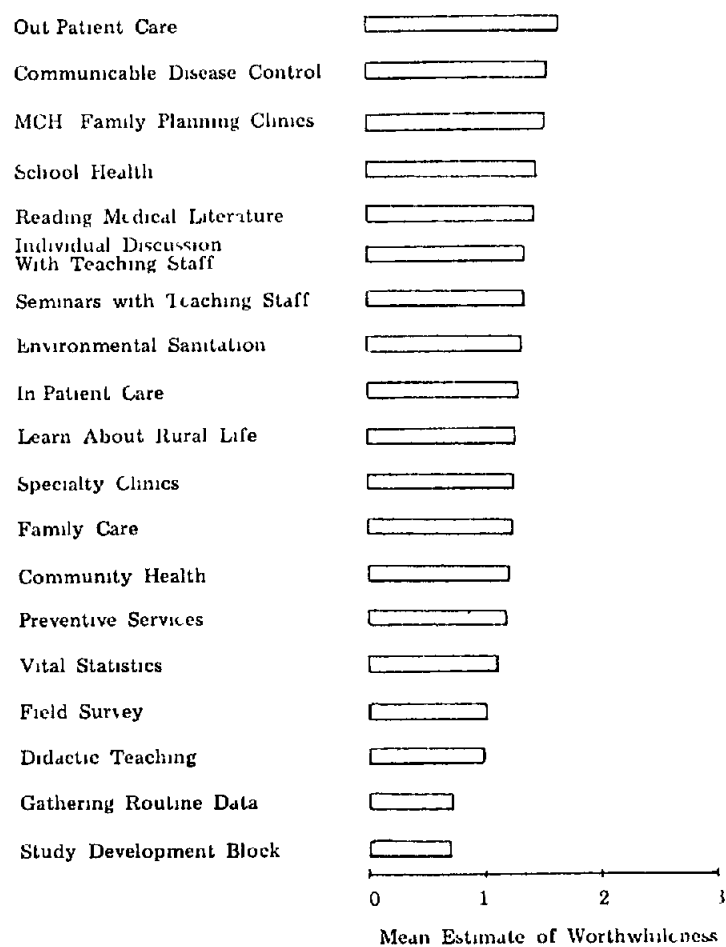 Out Patient Care
Communicable Disease Control
MCH Family Planning Clinics
School Health
Reading Medical Literature
Individual Discussion
With Teaching Staff
Seminars with Teaching Staff
Environmental Sanitation
In Patient Care
Learn About Rural Life
Specialty Clinics
Family Care
Community Health
Preventive Services
Vital Statistics
Field Survey
Didactic Teaching
Gathering Routine Data
Study Development Block
0 1 2 3
Mean Estimate of Worthwhileness